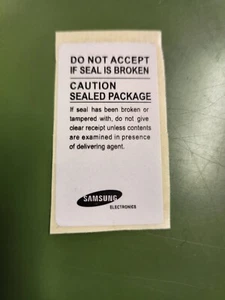 DO NOT ACCEPT
IF SEAL IS BROKEN
CAUTION
SEALED PACKAGE
If seal has been broken or
tampered with, do not give
clear receipt unless contents
are examined in presence
of delivering agent.
SAMSUNG
ELECTRONICS